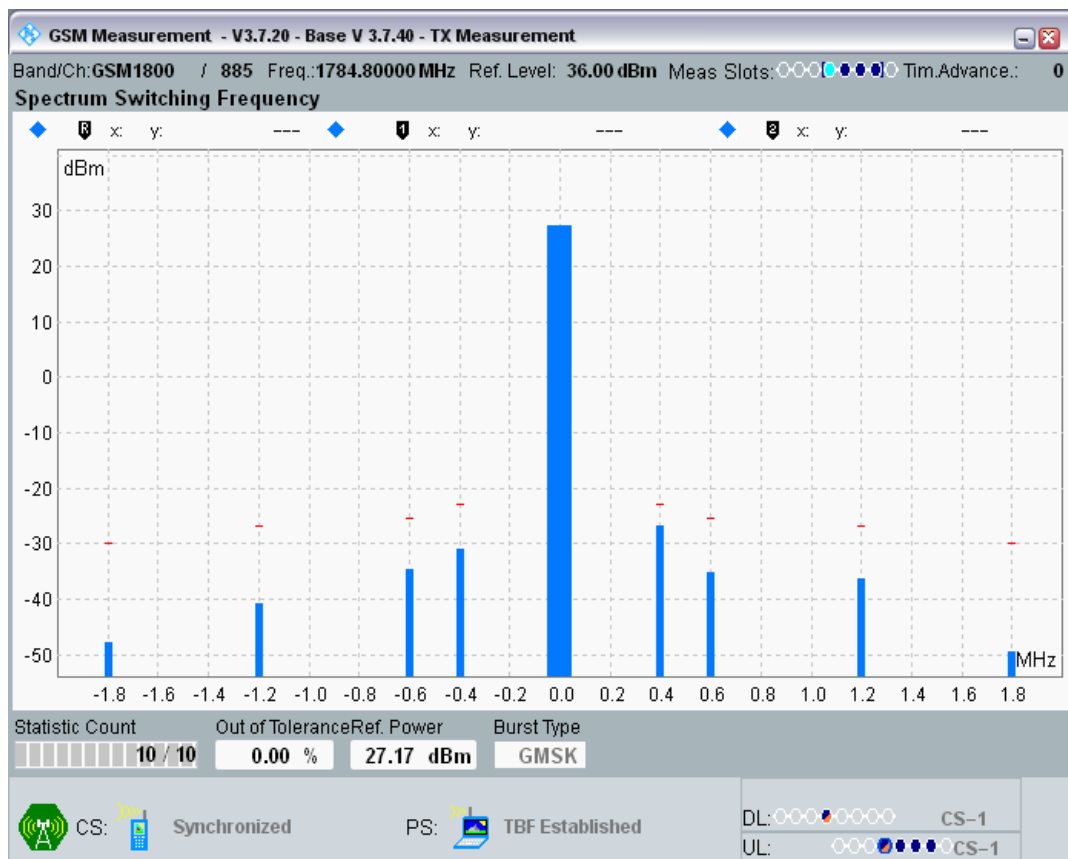 GSM Measurement - V3.7.20 - Base V 3.7.40 - TX Measurement
Band/Ch:GSM1800 / 885 Freq.:1784.80000 MHz Ref. Level: 36.00 dBm Meas Slots: Tim.Advance.: 0
Spectrum Switching Frequency
R x: y: --- 1 x: y: --- 2 x: y: ---
dBm
30
20
10
0
-10
-20
-30
-40
-50
MHz
-1.8 -1.6 -1.4 -1.2 -1.0 -0.8 -0.6 -0.4 -0.2 0.0 0.2 0.4 0.6 0.8 1.0 1.2 1.4 1.6 1.8
Statistic Count Out of Tolerance Ref. Power Burst Type
10 / 10 0.00 % 27.17 dBm GMSK
CS: Synchronized PS: TBF Established
DL: CS-1
UL: CS-1